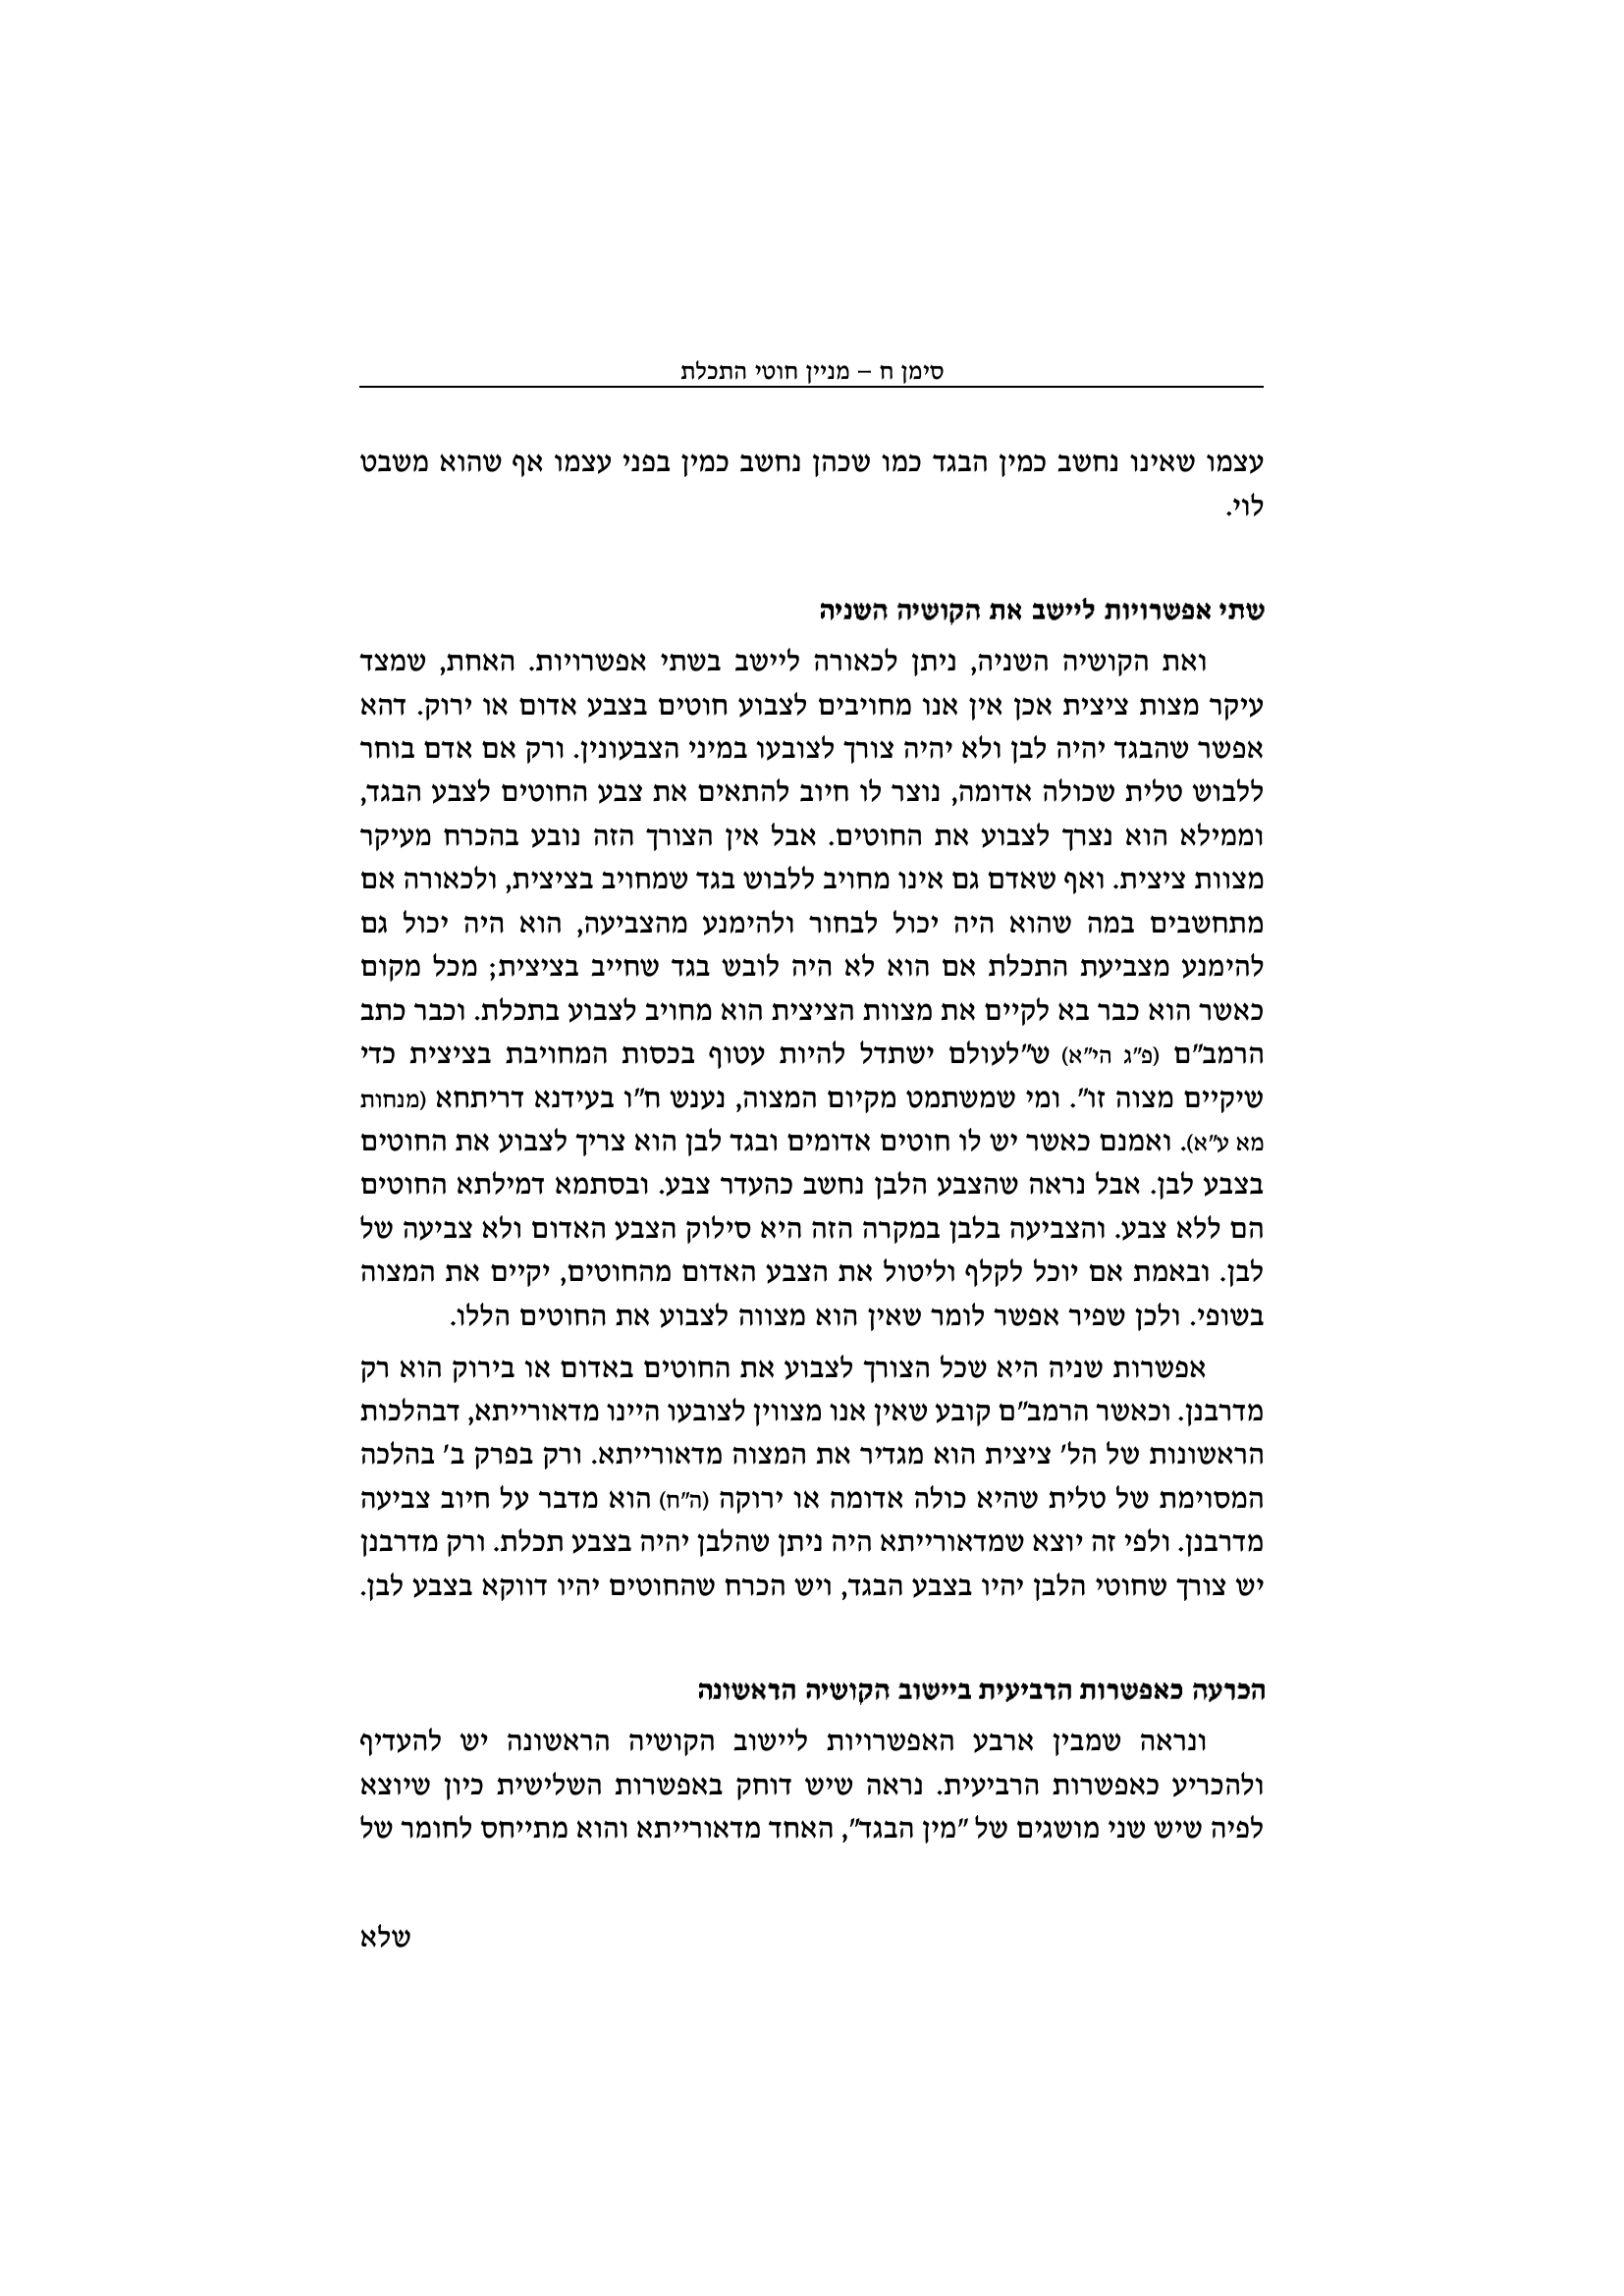 סימן ח – מניין חוטי התכלת
עצמו שאינו נחשב כמין הבגד כמו שכהן נחשב כמין בפני עצמו אף שהוא משבט
לוי.
שתי אפשרויות ליישב את הקושיה השניה
ואת הקושיה השניה, ניתן לכאורה ליישב בשתי אפשרויות. האחת, שמצד
עיקר מצות ציצית אכן אין אנו מחויבים לצבוע חוטים בצבע אדום או ירוק. דהא
אפשר שהבגד יהיה לבן ולא יהיה צורך לצובעו במיני הצבעונין. ורק אם אדם בוחר
ללבוש טלית שכולה אדומה, נוצר לו חיוב להתאים את צבע החוטים לצבע הבגד,
וממילא הוא נצרך לצבוע את החוטים. אבל אין הצורך הזה נובע בהכרח מעיקר
מצוות ציצית. ואף שאדם גם אינו מחויב ללבוש בגד שמחויב בציצית, ולכאורה אם
מתחשבים במה שהוא היה יכול לבחור ולהימנע מהצביעה, הוא היה יכול גם
להימנע מצביעת התכלת אם הוא לא היה לובש בגד שחייב בציצית; מכל מקום
כאשר הוא כבר בא לקיים את מצוות הציצית הוא מחויב לצבוע בתכלת. וכבר כתב
הרמב"ם (פ"ג הי"א) ש"לעולם ישתדל להיות עטוף בכסות המחויבת בציצית כדי
שיקיים מצוה זו". ומי שמשתמט מקיום המצוה, נענש ח"ו בעידנא דריתחא (מנחות
מא ע"א). ואמנם כאשר יש לו חוטים אדומים ובגד לבן הוא צריך לצבוע את החוטים
בצבע לבן. אבל נראה שהצבע הלבן נחשב כהעדר צבע. ובסתמא דמילתא החוטים
הם ללא צבע. והצביעה בלבן במקרה הזה היא סילוק הצבע האדום ולא צביעה של
לבן. ובאמת אם יוכל לקלף וליטול את הצבע האדום מהחוטים, יקיים את המצוה
בשופי. ולכן שפיר אפשר לומר שאין הוא מצווה לצבוע את החוטים הללו.
אפשרות שניה היא שכל הצורך לצבוע את החוטים באדום או בירוק הוא רק
מדרבנן. וכאשר הרמב"ם קובע שאין אנו מצווין לצובעו היינו מדאורייתא, דבהלכות
הראשונות של הל' ציצית הוא מגדיר את המצוה מדאורייתא. ורק בפרק ב' בהלכה
המסוימת של טלית שהיא כולה אדומה או ירוקה (ה"ח) הוא מדבר על חיוב צביעה
מדרבנן. ולפי זה יוצא שמדאורייתא היה ניתן שהלבן יהיה בצבע תכלת. ורק מדרבנן
יש צורך שחוטי הלבן יהיו בצבע הבגד, ויש הכרח שהחוטים יהיו דווקא בצבע לבן.
הכרעה כאפשרות הרביעית ביישוב הקושיה הראשונה
ונראה שמבין ארבע האפשרויות ליישוב הקושיה הראשונה יש להעדיף
ולהכריע כאפשרות הרביעית. נראה שיש דוחק באפשרות השלישית כיון שיוצא
לפיה שיש שני מושגים של "מין הבגד", האחד מדאורייתא והוא מתייחס לחומר של
שלא